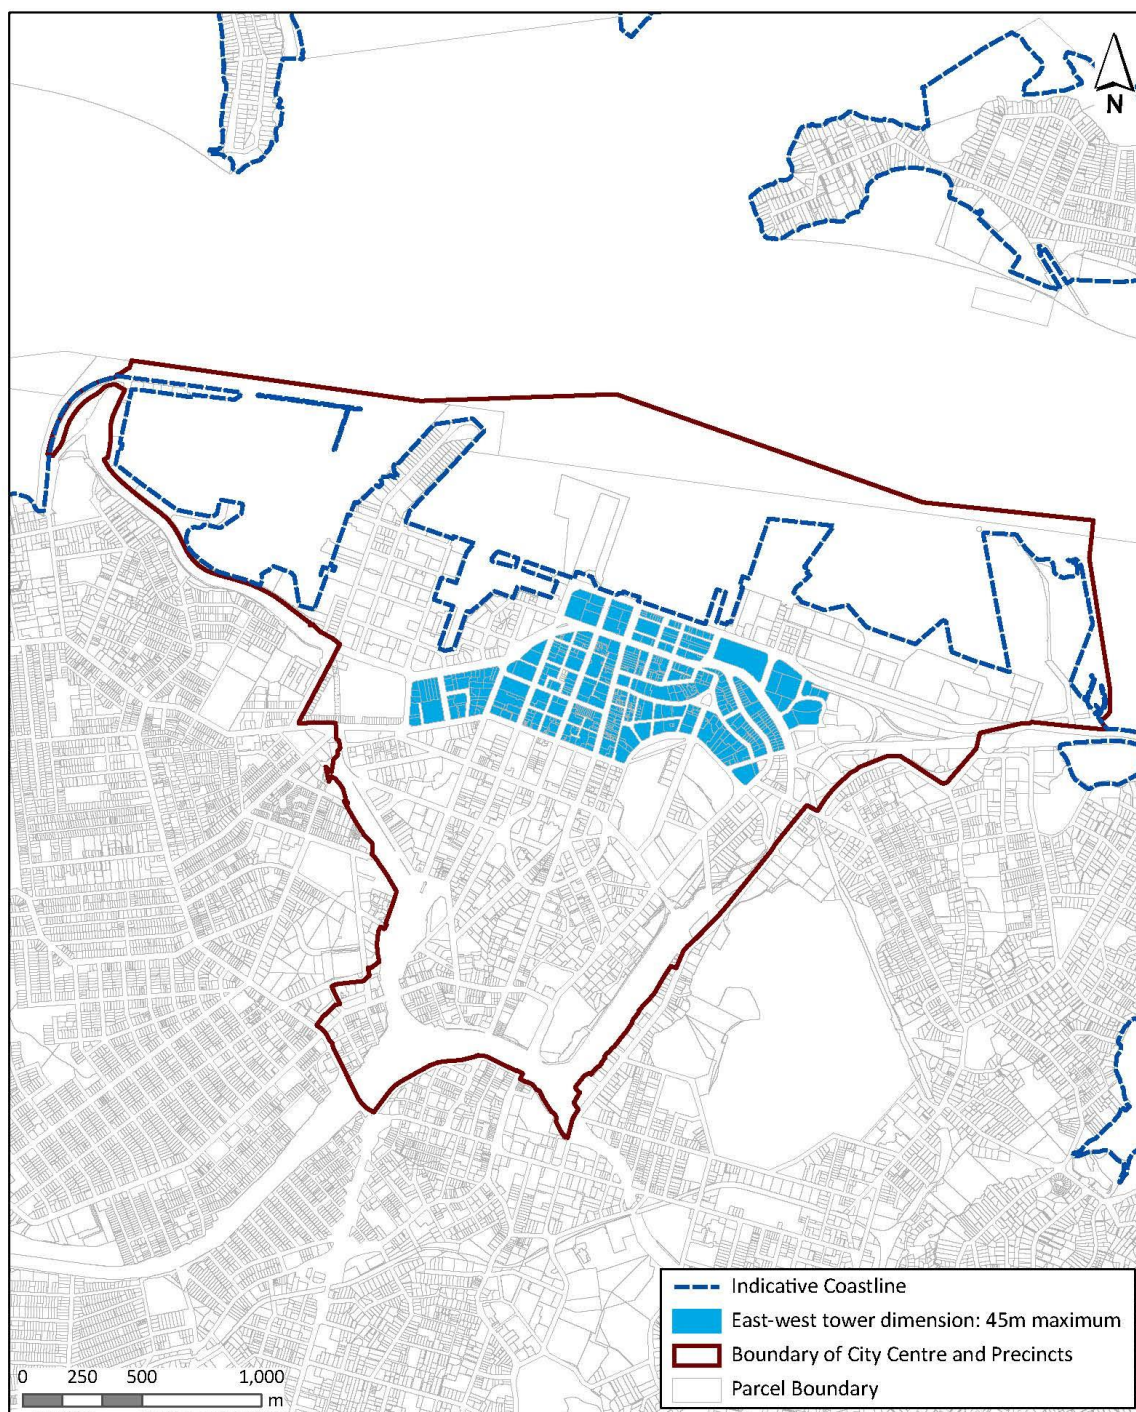 N
Indicative Coastline
East-west tower dimension: 45m maximum
Boundary of City Centre and Precincts
Parcel Boundary
0 250 500 1,000
m